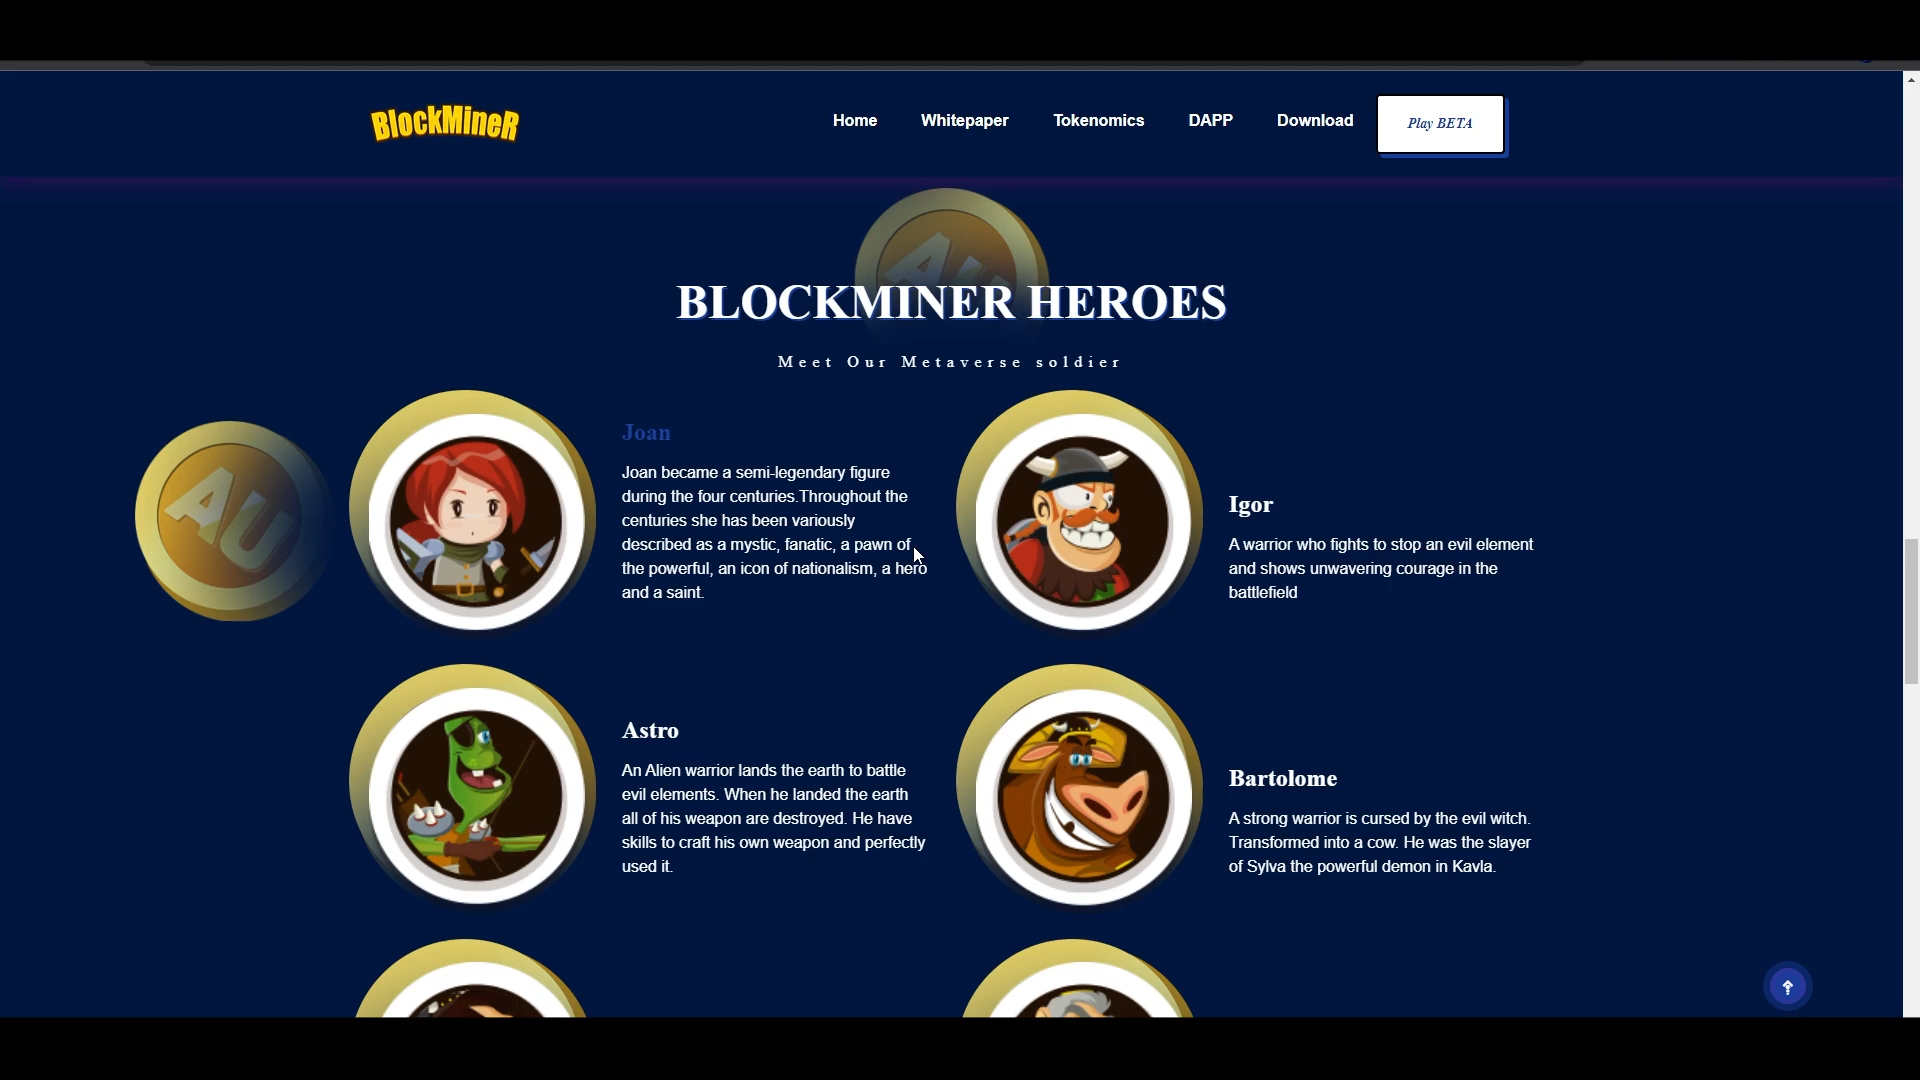 BlockMineR
Home
Whitepaper
Tokenomics
DAPP
Download
Play BETA
AU
BLOCKMINER HEROES
Meet Our Metaverse soldier
AU
Joan
Joan became a semi-legendary figure
during the four centuries.Throughout the
centuries she has been variously
described as a mystic, fanatic, a pawn of
the powerful, an icon of nationalism, a hero
and a saint.
Igor
A warrior who fights to stop an evil element
and shows unwavering courage in the
battlefield
Astro
An Alien warrior lands the earth to battle
evil elements. When he landed the earth
all of his weapon are destroyed. He have
skills to craft his own weapon and perfectly
used it.
Bartolome
A strong warrior is cursed by the evil witch.
Transformed into a cow. He was the slayer
of Sylva the powerful demon in Kavla.